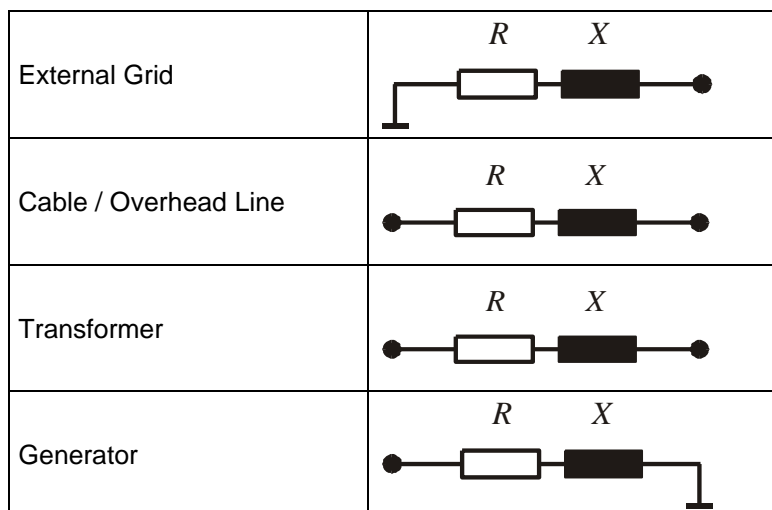 R X
External Grid
R X
Cable / Overhead Line
R X
Transformer
R X
Generator